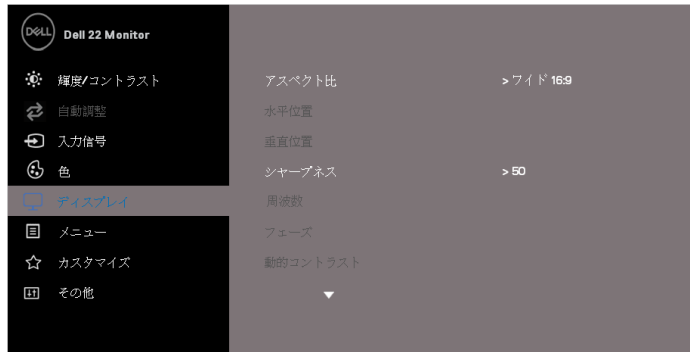 DELL Dell 22 Monitor
輝度/コントラスト アスペクト比 >ワイド 16:9
自動調整 水平位置
入力信号 垂直位置
色 シャープネス > 50
ディスプレイ 周波数
メニュー フェーズ
カスタマイズ 動的コントラスト
その他